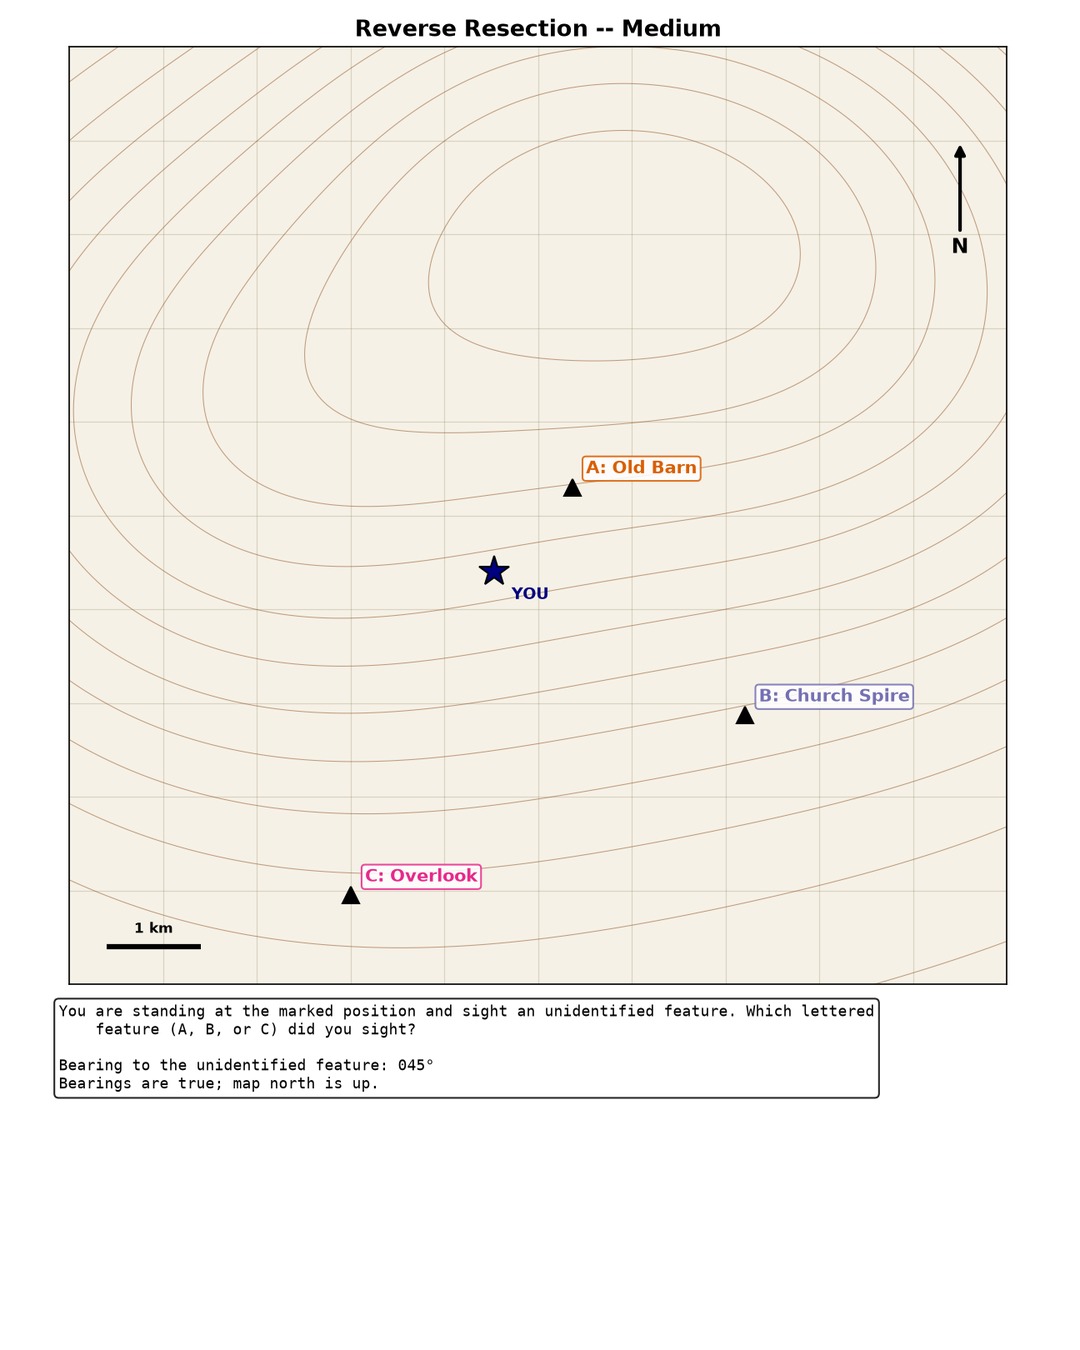 Reverse Resection -- Medium
N
A: Old Barn
YOU
B: Church Spire
C: Overlook
1 km
You are standing at the marked position and sight an unidentified feature. Which lettered
feature (A, B, or C) did you sight?
Bearing to the unidentified feature: 045°
Bearings are true; map north is up.